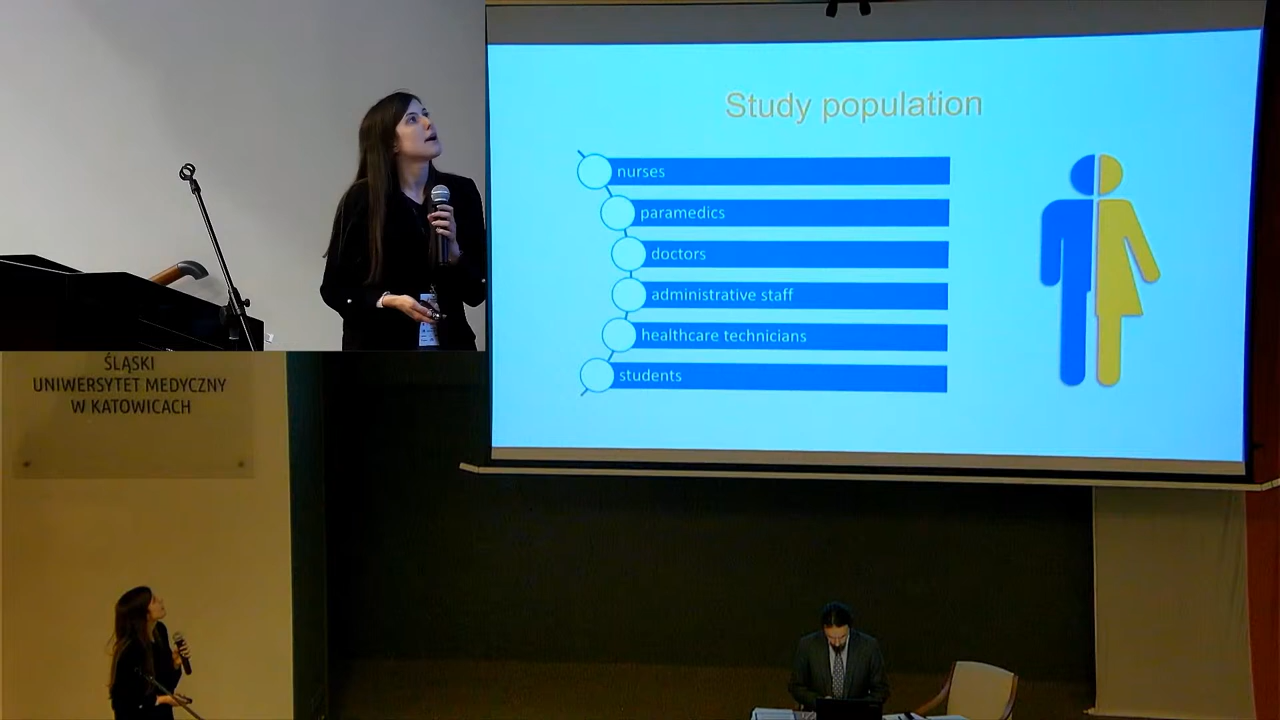 Study population
nurses
paramedics
doctors
administrative staff
healthcare technicians
students
ŚLĄSKI
UNIWERSYTET MEDYCZNY
W KATOWICACH